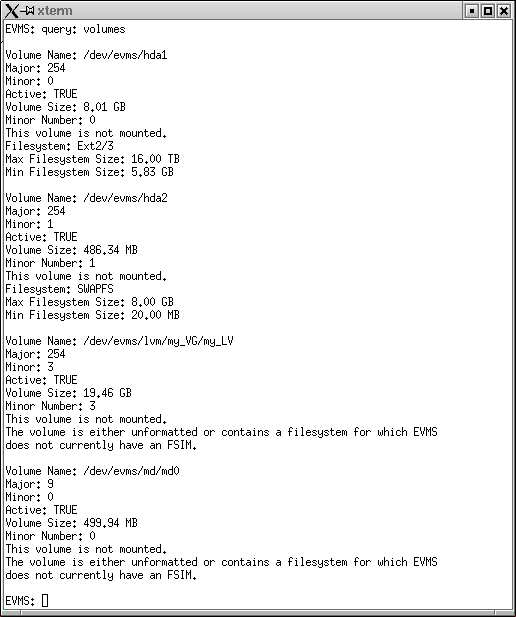 xterm
EVMS: query: volumes
Volume Name: /dev/evms/hda1
Major: 254
Minor: 0
Active: TRUE
Volume Size: 8.01 GB
Minor Number: 0
This volume is not mounted.
Filesystem: Ext2/3
Max Filesystem Size: 16.00 TB
Min Filesystem Size: 5.83 GB
Volume Name: /dev/evms/hda2
Major: 254
Minor: 1
Active: TRUE
Volume Size: 486.34 MB
Minor Number: 1
This volume is not mounted.
Filesystem: SWAPFS
Max Filesystem Size: 8.00 GB
Min Filesystem Size: 20.00 MB
Volume Name: /dev/evms/lvm/my_VG/my_LV
Major: 254
Minor: 3
Active: TRUE
Volume Size: 19.46 GB
Minor Number: 3
This volume is not mounted.
The volume is either unformatted or contains a filesystem for which EVMS
does not currently have an FSIM.
Volume Name: /dev/evms/md/md0
Major: 9
Minor: 0
Active: TRUE
Volume Size: 499.94 MB
Minor Number: 0
This volume is not mounted.
The volume is either unformatted or contains a filesystem for which EVMS
does not currently have an FSIM.
EVMS: